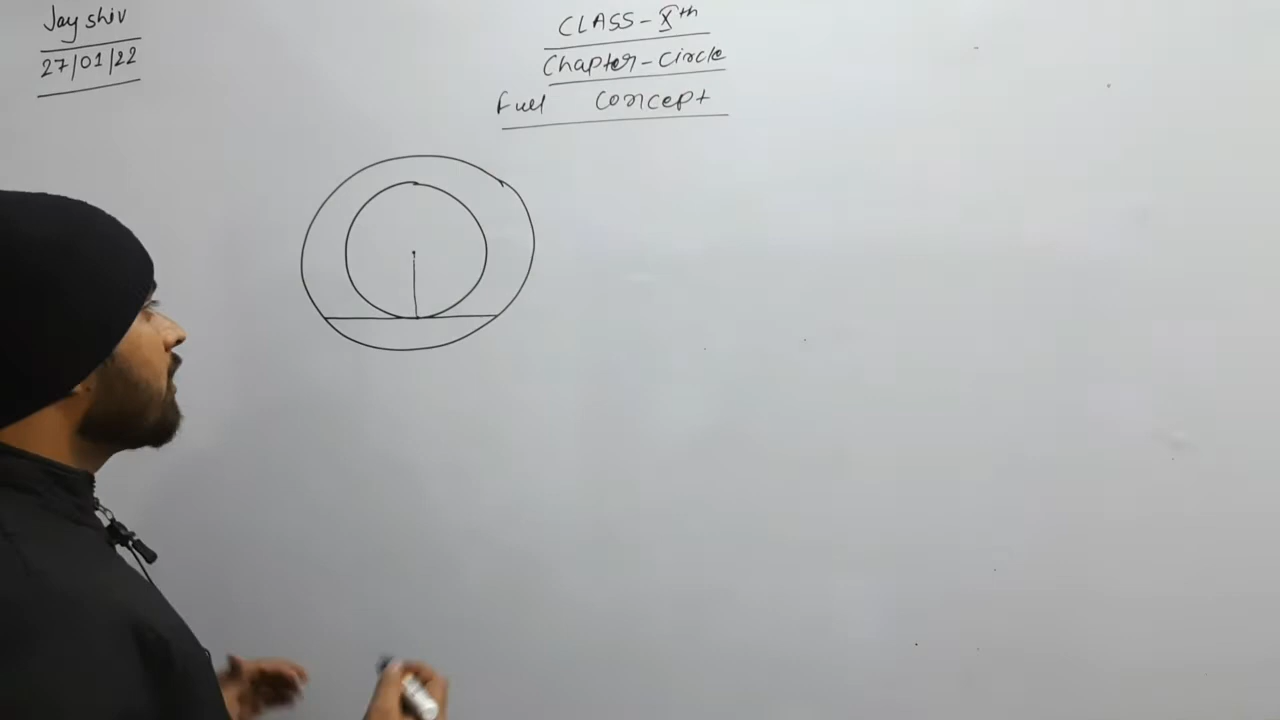 Jay shiv
27/01/22
CLASS - Xth
Chapter - Circle
Full Concept